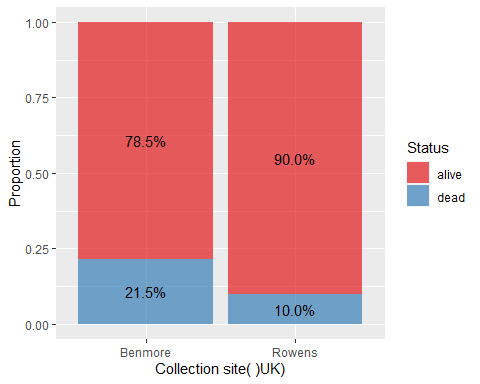 1.00
0.75
0.50
0.25
0.00
Proportion
78.5%
90.0%
21.5%
10.0%
Benmore
Rowens
Collection site( )UK)
Status
alive
dead